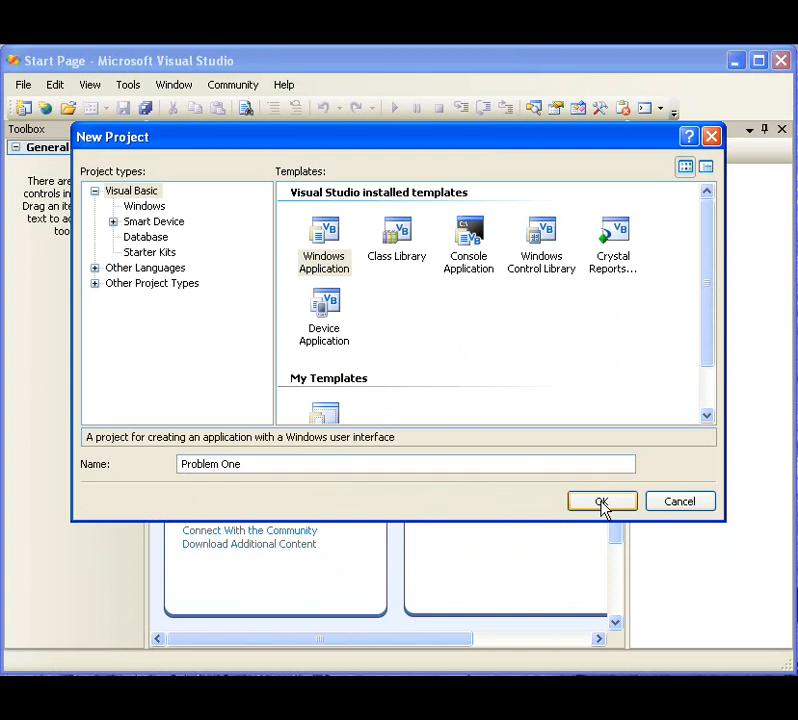 Start Page - Microsoft Visual Studio
File Edit View Tools Window Community Help
Toolbox
General
There are
controls in
Drag an iter
text to ad
too
New Project
Project types:
Templates:
Visual Basic
Windows
Smart Device
Database
Starter Kits
Other Languages
Other Project Types
Visual Studio installed templates
Windows Application
Class Library
Console Application
Windows Control Library
Crystal Reports...
Device Application
My Templates
A project for creating an application with a Windows user interface
Name: Problem One
OK Cancel
Connect With the Community
Download Additional Content